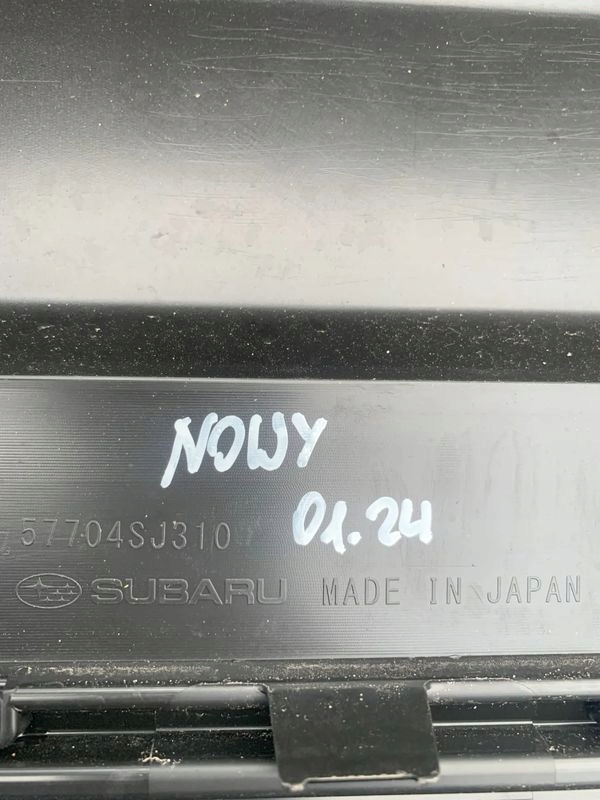 NOWY
01.24
57704SJ310
SUBARU MADE IN JAPAN